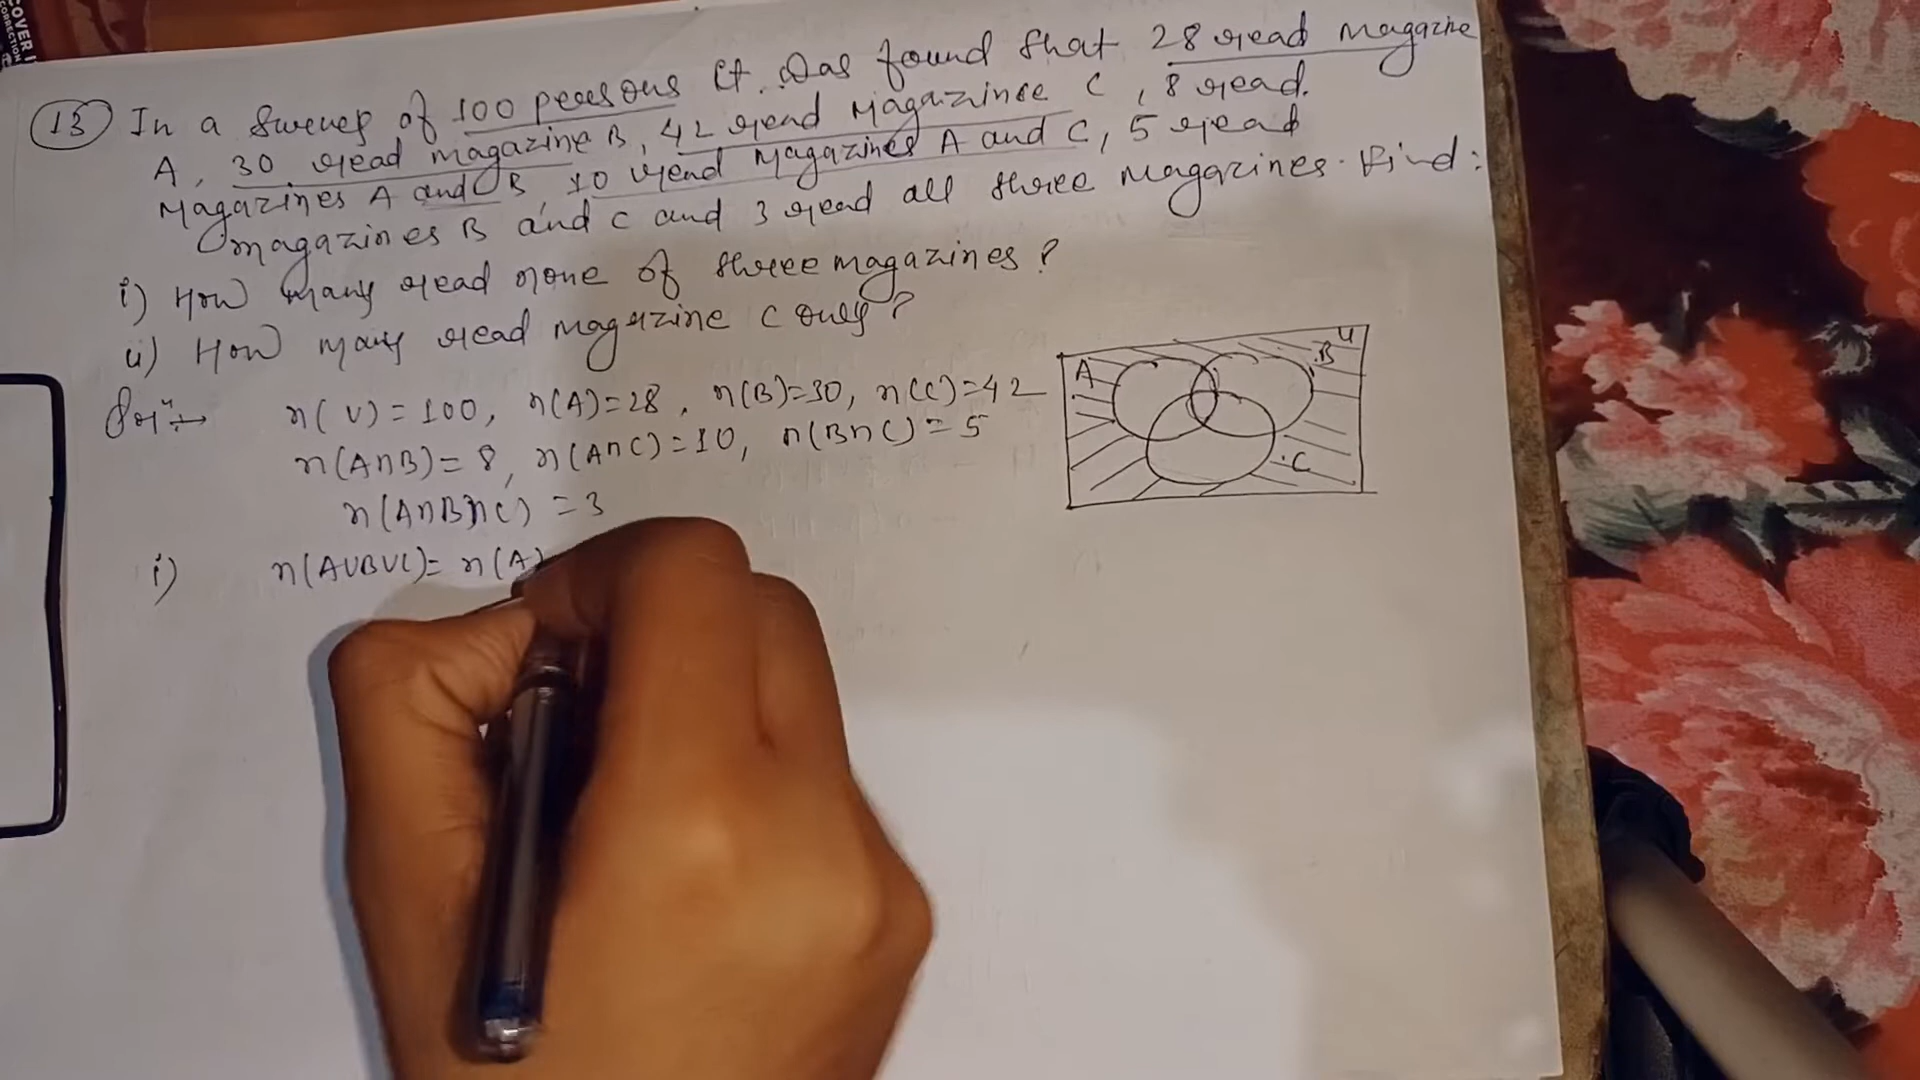 OVER
CORRECTION
(13) In a survey of 100 persons it was found that 28 read magazine
A, 30 read magazine B, 42 read Magazinee C, 8 read.
Magazines A and B, 10 read Magazines A and C, 5 read
magazines B and C and 3 read all three magazines. Find:
i) How many read none of three magazines?
ii) How many read magazine C only?
Solⁿ:→ n(U) = 100, n(A)=28, n(B)=30, n(C)=42
n(A∩B)= 8, n(A∩C)=10, n(B∩C)= 5
n(A∩B∩C) = 3
i) n(A∪B∪C)= n(A)
A B U
C